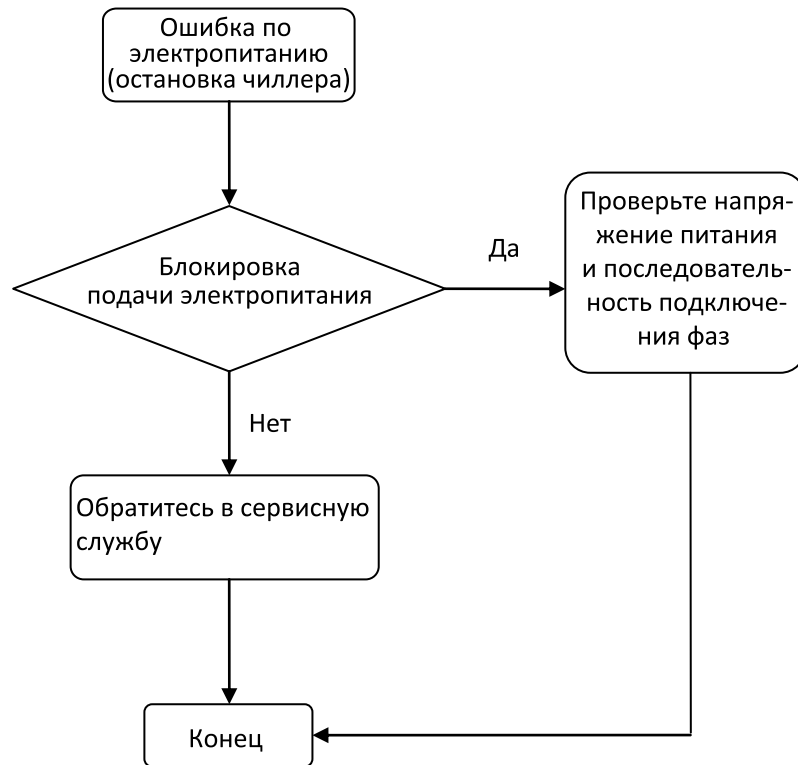 Ошибка по
электропитанию
(остановка чиллера)
Блокировка
подачи электропитания
Да
Проверьте напря-
жение питания
и последователь-
ность подключе-
ния фаз
Нет
Обратитесь в сервисную
службу
Конец